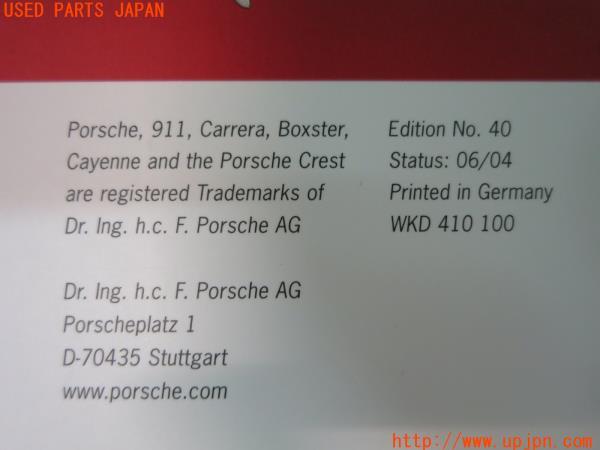 USED PARTS JAPAN
Porsche, 911, Carrera, Boxster,
Cayenne and the Porsche Crest
are registered Trademarks of
Dr. Ing. h.c. F. Porsche AG
Edition No. 40
Status: 06/04
Printed in Germany
WKD 410 100
Dr. Ing. h.c. F. Porsche AG
Porscheplatz 1
D-70435 Stuttgart
www.porsche.com
http://www.upjpn.com/